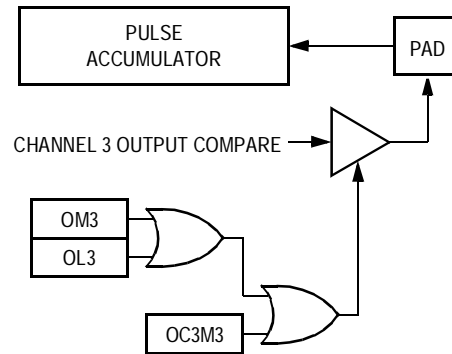 PULSE
ACCUMULATOR
PAD
CHANNEL 3 OUTPUT COMPARE
OM3
OL3
OC3M3